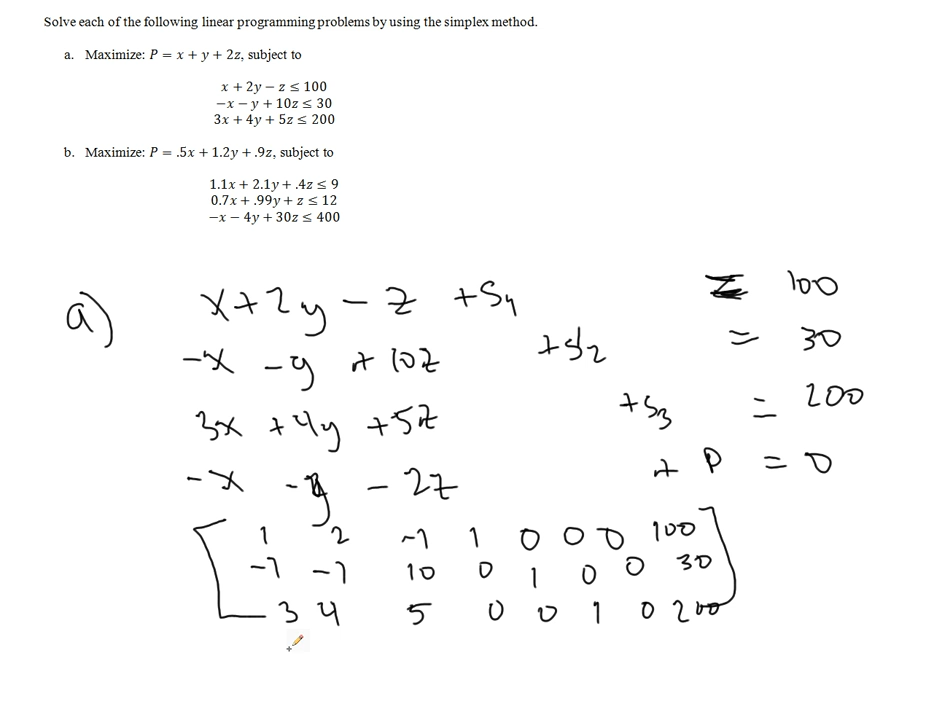 Solve each of the following linear programming problems by using the simplex method.
a. Maximize: P = x + y + 2z, subject to
x + 2y − z ≤ 100
−x − y + 10z ≤ 30
3x + 4y + 5z ≤ 200
b. Maximize: P = .5x + 1.2y + .9z, subject to
1.1x + 2.1y + .4z ≤ 9
0.7x + .99y + z ≤ 12
−x − 4y + 30z ≤ 400
a) x + 2y − z + S1 = 100
−x − y + 10z + S2 = 30
3x + 4y + 5z + S3 = 200
−x − y − 2z + P = 0
1 2 −1 1 0 0 0 100
−1 −1 10 0 1 0 0 30
3 4 5 0 0 1 0 200